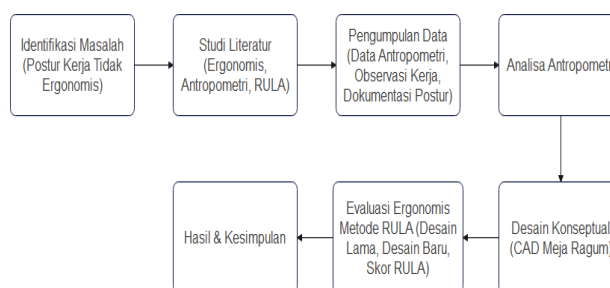 Identifikasi Masalah
(Postur Kerja Tidak
Ergonomis)
Studi Literatur
(Ergonomis,
Antropometri, RULA)
Pengumpulan Data
(Data Antropometri,
Observasi Kerja,
Dokumentasi Postur)
Analisa Antropometri
Desain Konseptual
(CAD Meja Ragum)
Evaluasi Ergonomis
Metode RULA (Desain
Lama, Desain Baru,
Skor RULA)
Hasil & Kesimpulan